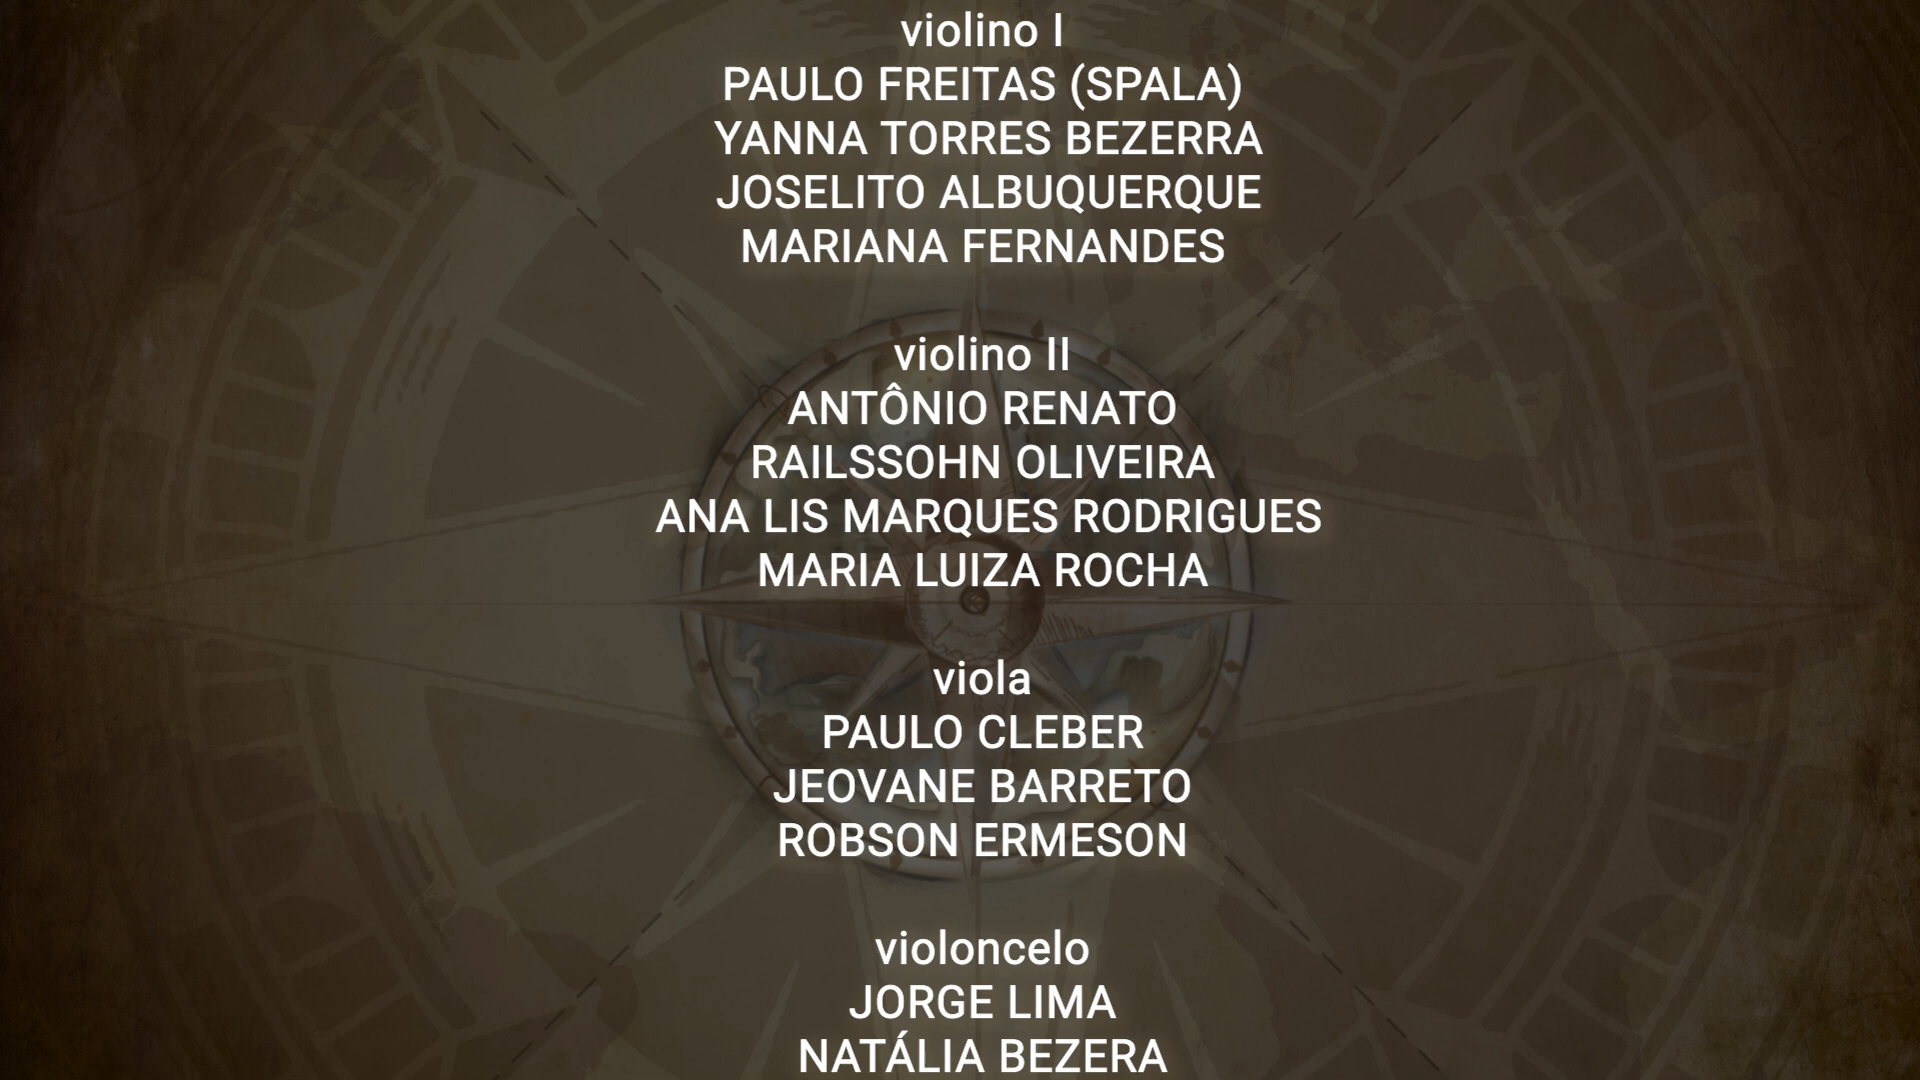 violino I
PAULO FREITAS (SPALA)
YANNA TORRES BEZERRA
JOSELITO ALBUQUERQUE
MARIANA FERNANDES
violino II
ANTÔNIO RENATO
RAILSSOHN OLIVEIRA
ANA LIS MARQUES RODRIGUES
MARIA LUIZA ROCHA
viola
PAULO CLEBER
JEOVANE BARRETO
ROBSON ERMESON
violoncelo
JORGE LIMA
NATÁLIA BEZERA